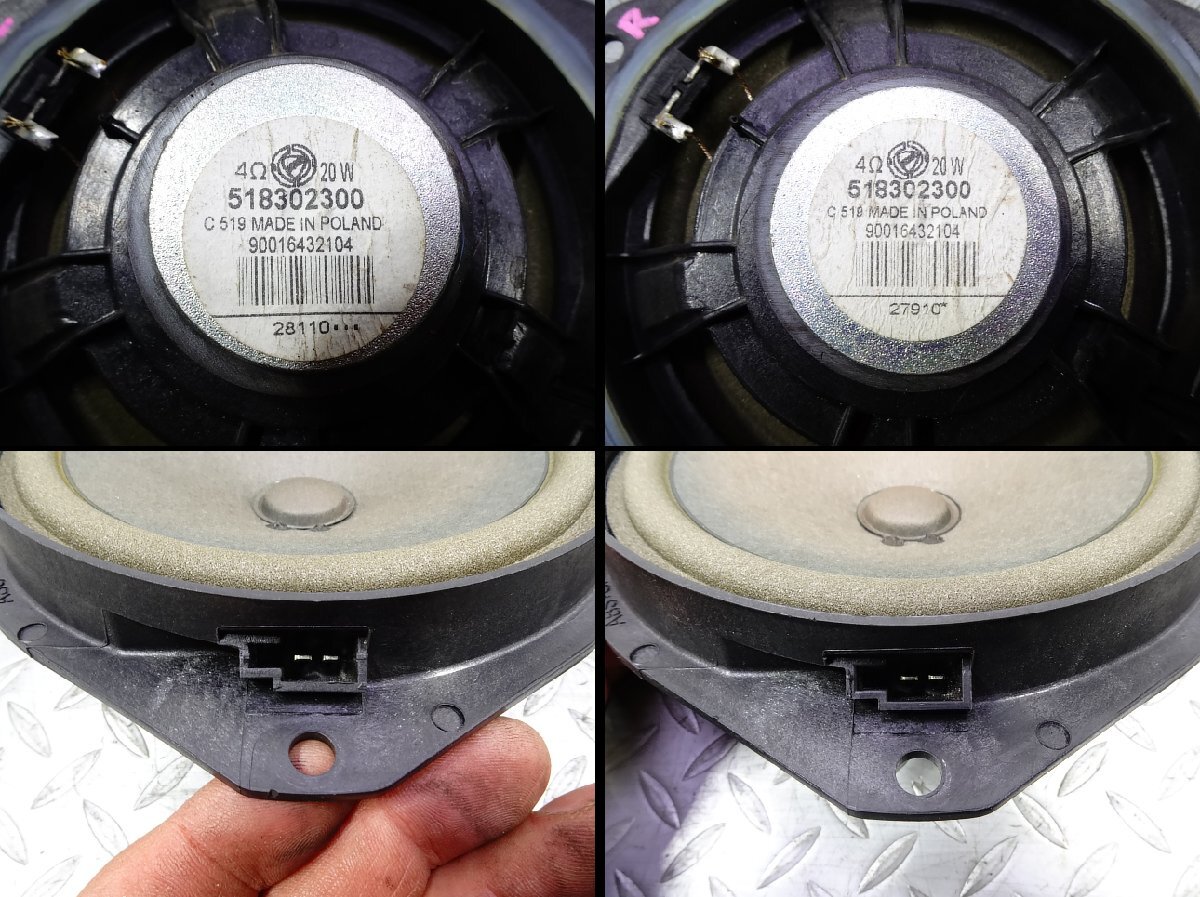 4Ω 20 W
518302300
C 519 MADE IN POLAND
90016432104
28110•••
R
4Ω 20 W
518302300
C 519 MADE IN POLAND
90016432104
27910*